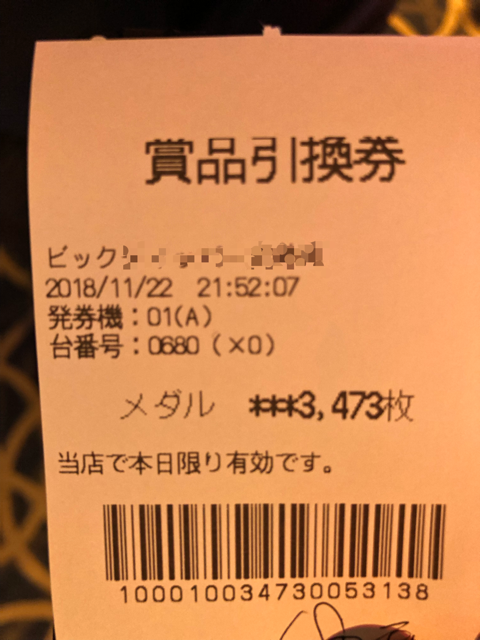 賞品引換券
ビック
2018/11/22 21:52:07
発券機:01(A)
台番号:0680 (×0)
メダル ***3,473枚
当店で本日限り有効です。
100010034730053138